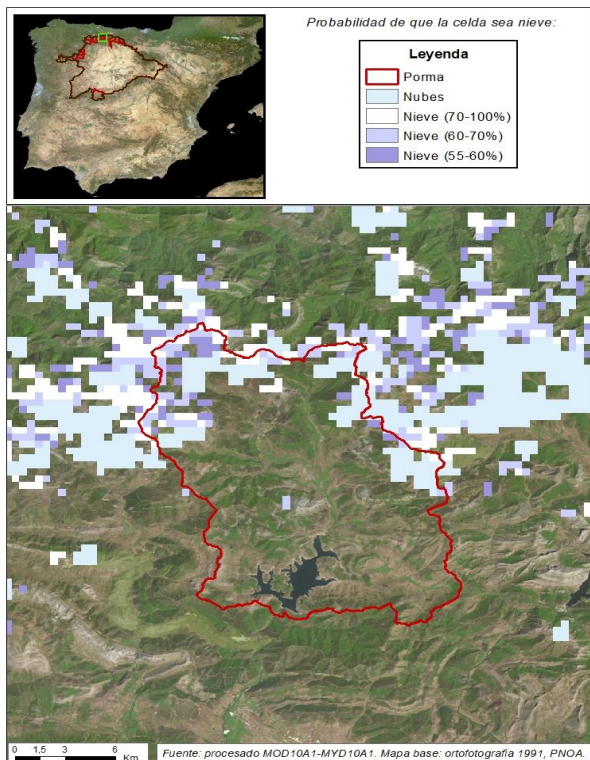 Probabilidad de que la celda sea nieve:
Leyenda
Porma
Nubes
Nieve (70-100%)
Nieve (60-70%)
Nieve (55-60%)
0 1,5 3 6
Km
Fuente: procesado MOD10A1-MYD10A1. Mapa base: ortofotografía 1991, PNOA.